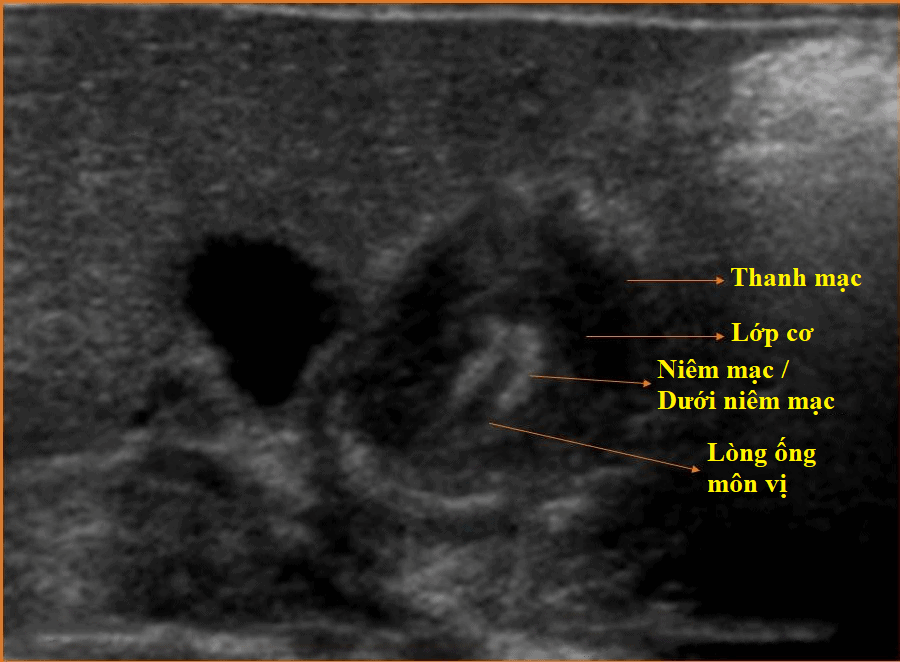 Thanh mạc
Lớp cơ
Niêm mạc /
Dưới niêm mạc
Lòng ống
môn vị